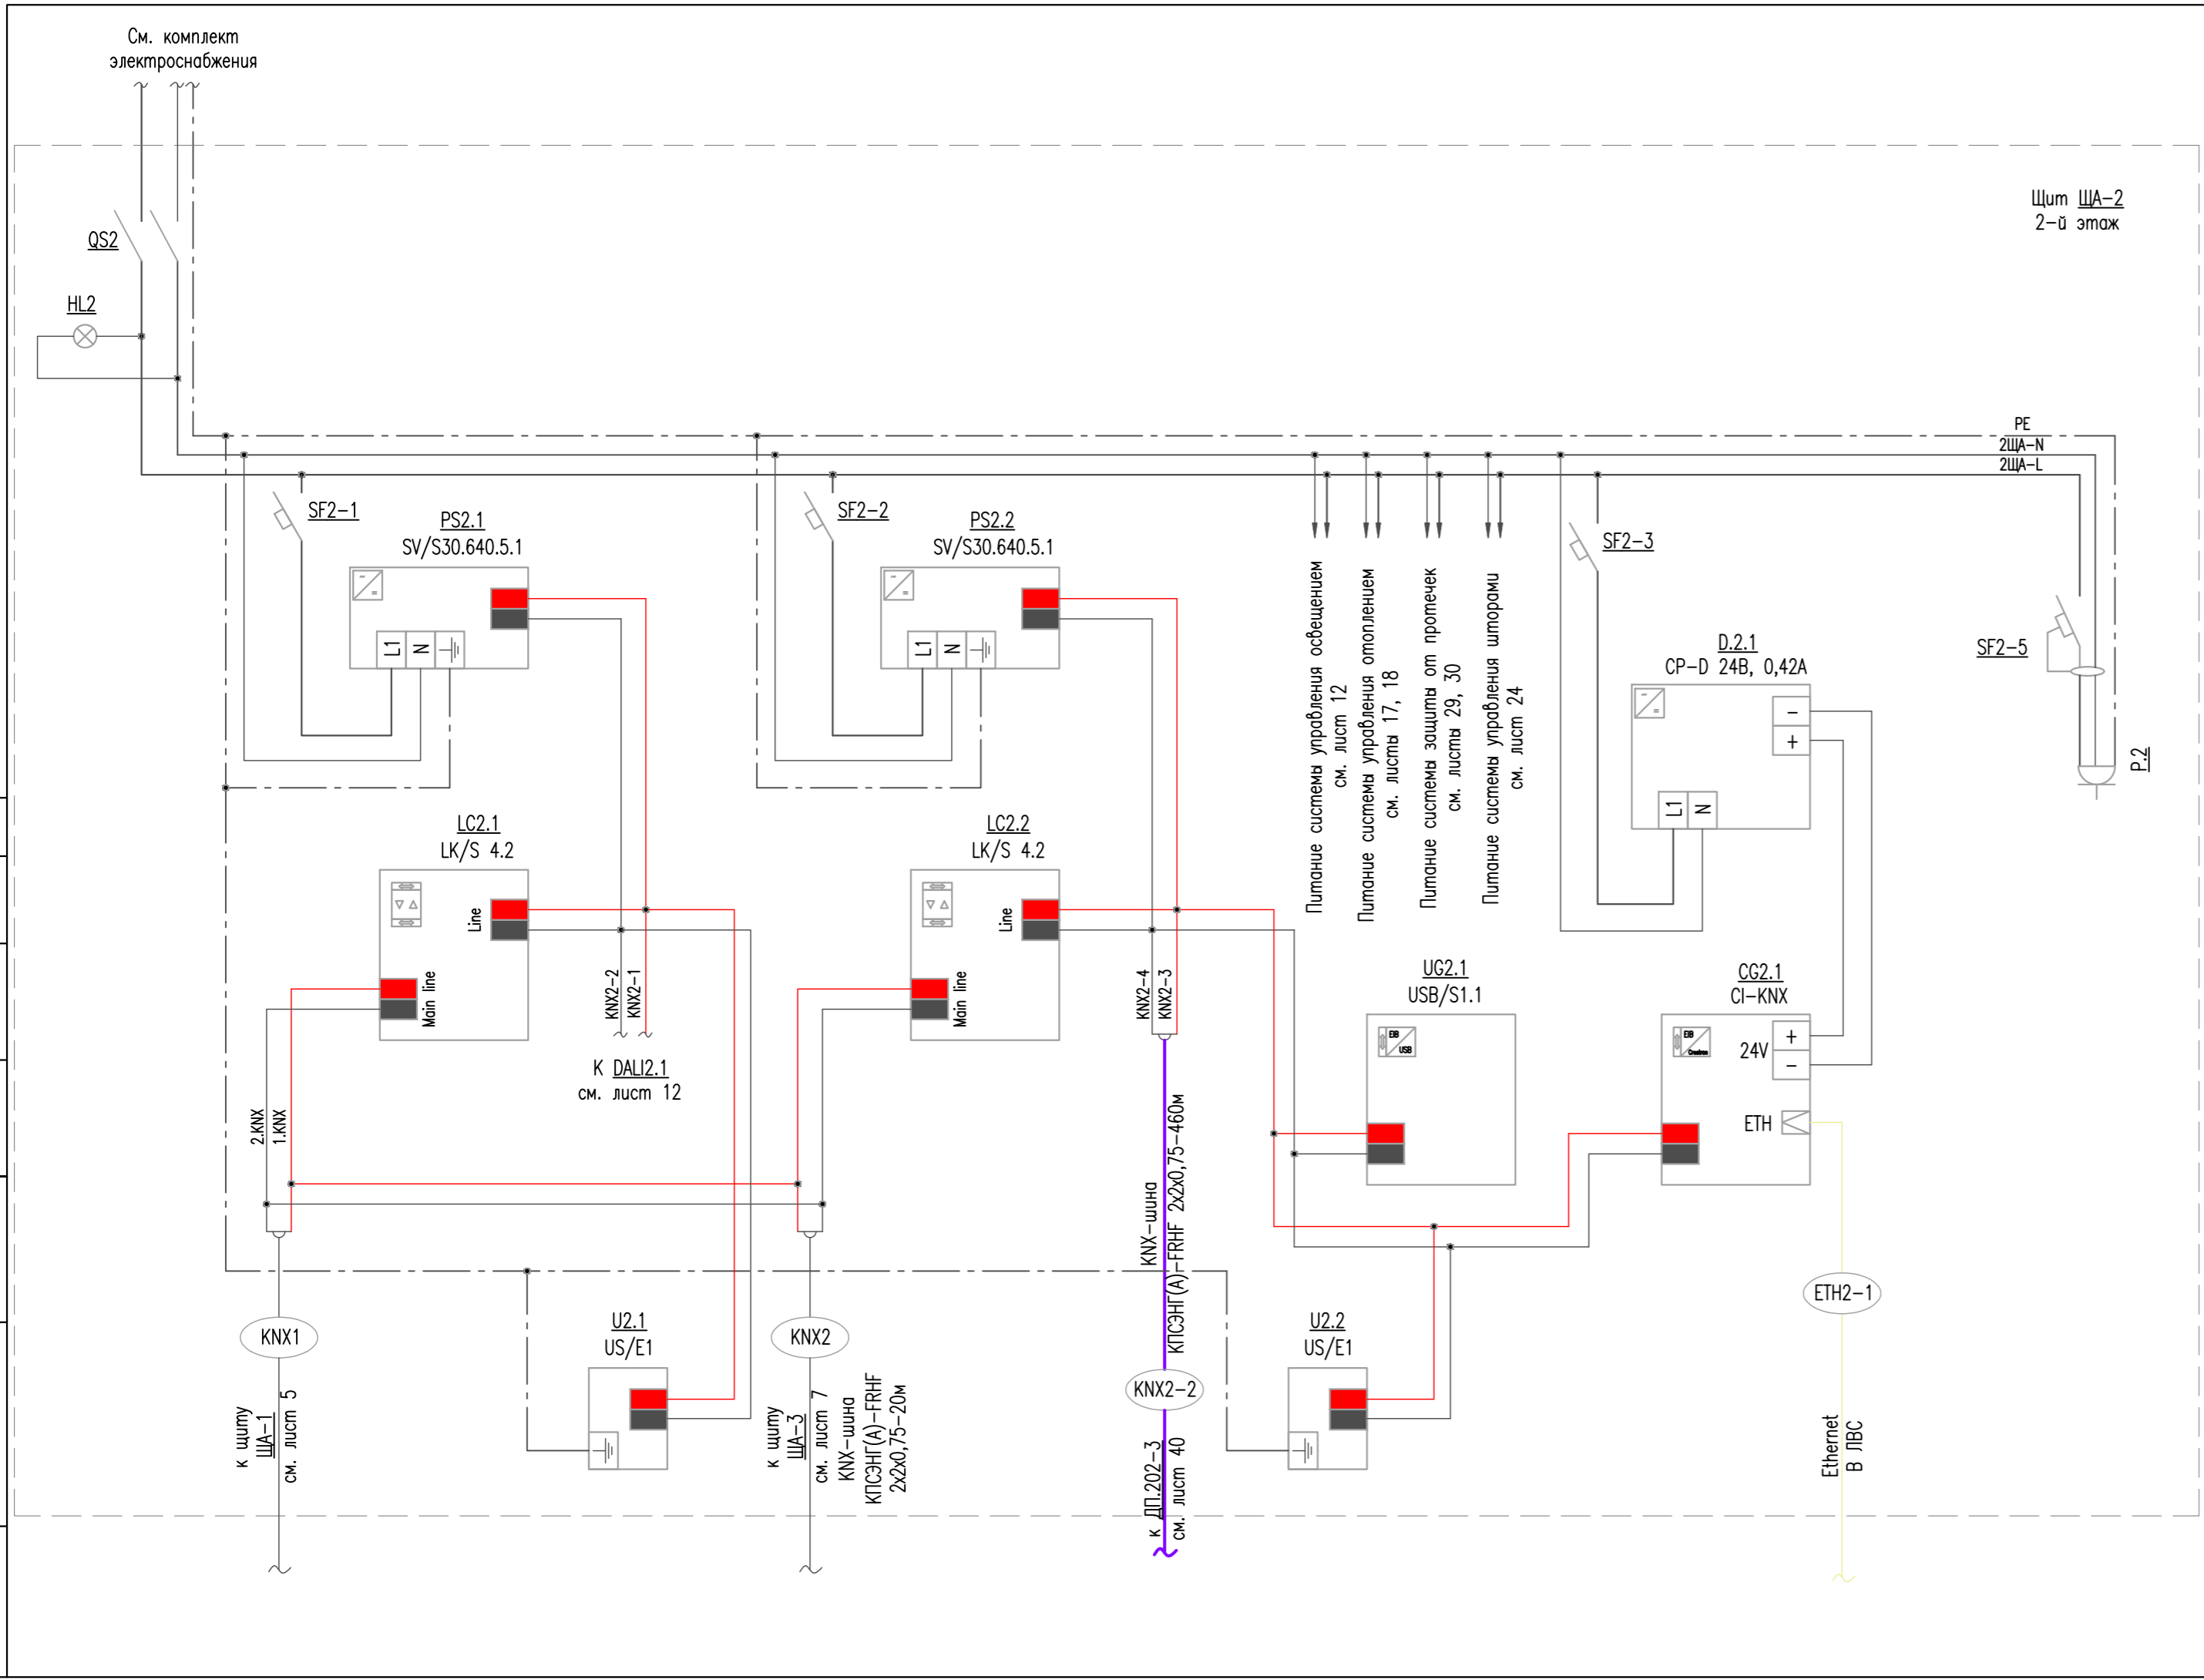 См. комплект
электроснабжения
Щит ЩА-2
2-й этаж
QS2
HL2
PE
2ЩА-N
2ЩА-L
SF2-1
PS2.1
SV/S30.640.5.1
L1
N
SF2-2
PS2.2
SV/S30.640.5.1
L1
N
Питание системы управления освещением
см. лист 12
Питание системы управления отоплением
см. листы 17, 18
Питание системы защиты от протечек
см. листы 29, 30
Питание системы управления шторами
см. лист 24
SF2-3
D.2.1
CP-D 24В, 0,42А
-
+
L1
N
SF2-5
P.2
LC2.1
LK/S 4.2
Line
Main line
KNX2-2
KNX2-1
К DALI2.1
см. лист 12
LC2.2
LK/S 4.2
Line
Main line
KNX2-4
KNX2-3
UG2.1
USB/S1.1
EIB
USB
CG2.1
CI-KNX
EIB
Crestron
24V
+
-
ETH
2.KNX
1.KNX
KNX-шина
КПСЭНГ(А)-FRHF 2х2х0,75-460м
KNX1
к щиту
ЩА-1
см. лист 5
U2.1
US/E1
KNX2
к щиту
ЩА-3
см. лист 7
KNX-шина
КПСЭНГ(А)-FRHF
2х2х0,75-20м
KNX2-2
к ДП.202-3
см. лист 40
U2.2
US/E1
ETH2-1
Ethernet
В ЛВС